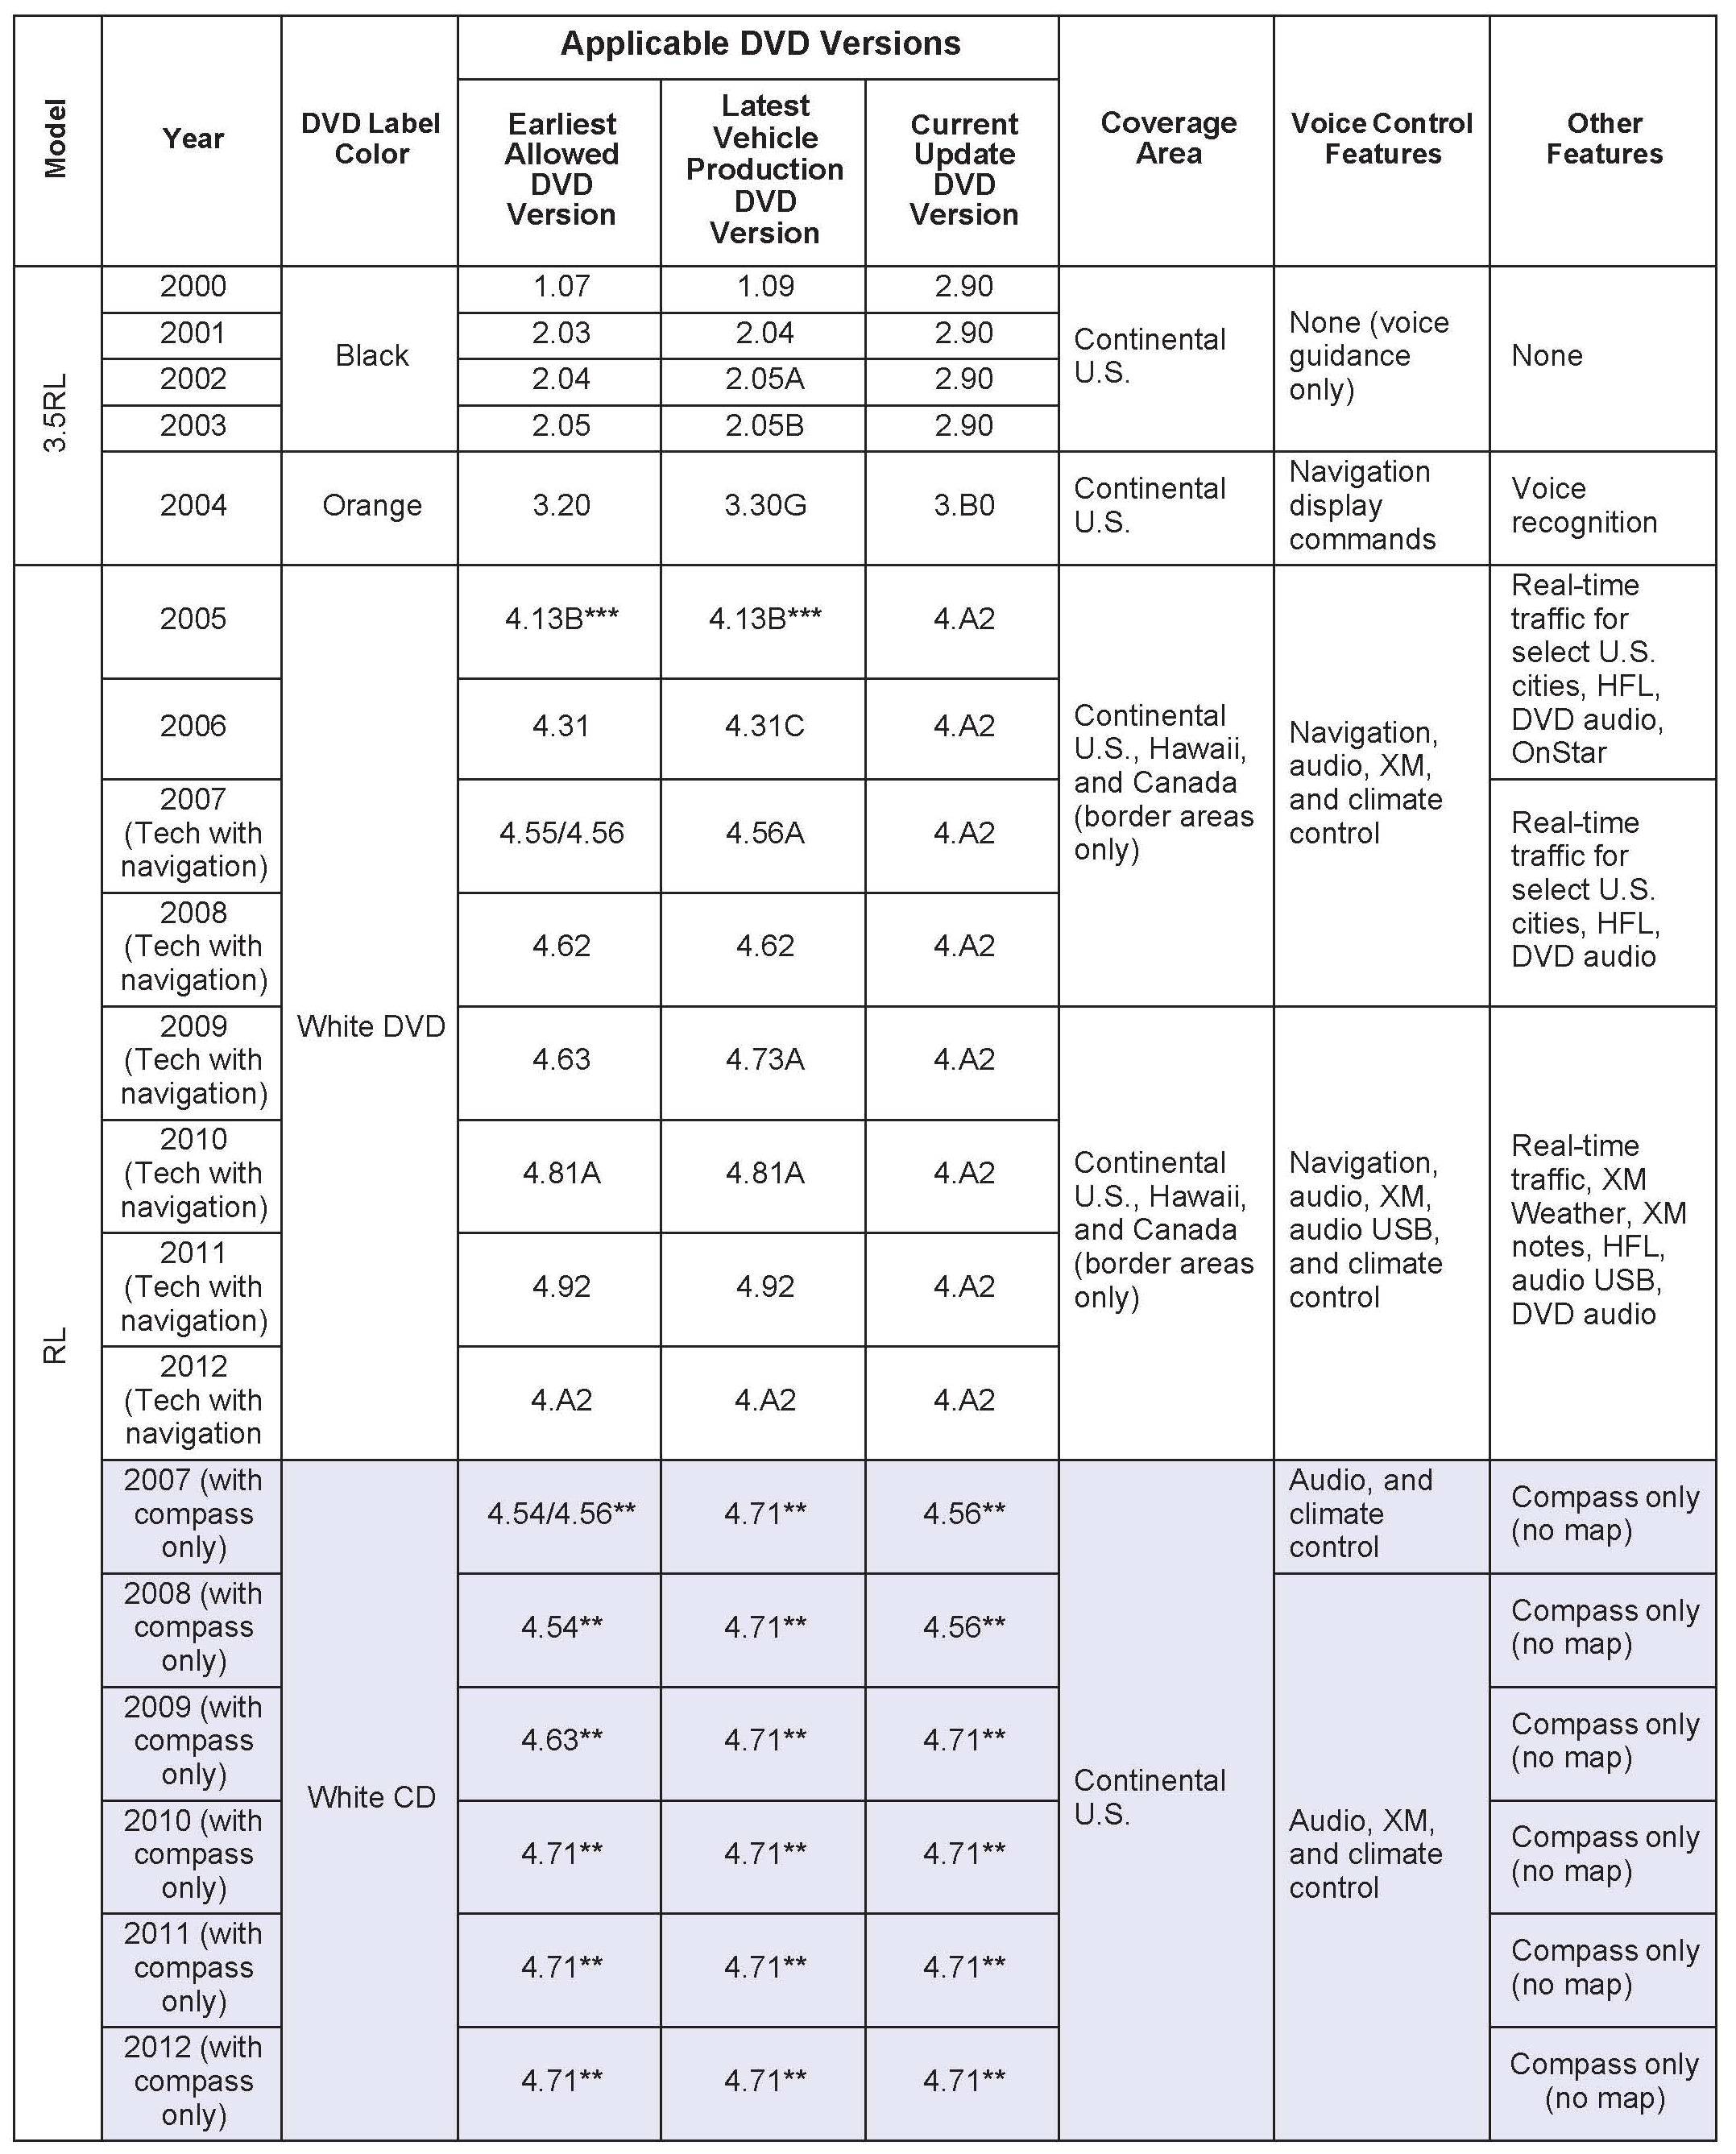 Model
Year
DVD Label
Color
Applicable DVD Versions
Earliest
Allowed
DVD
Version
Latest
Vehicle
Production
DVD
Version
Current
Update
DVD
Version
Coverage
Area
Voice Control
Features
Other
Features
3.5RL
2000
Black
1.07
1.09
2.90
Continental
U.S.
None (voice
guidance
only)
None
2001
2.03
2.04
2.90
2002
2.04
2.05A
2.90
2003
2.05
2.05B
2.90
2004
Orange
3.20
3.30G
3.B0
Continental
U.S.
Navigation
display
commands
Voice
recognition
RL
2005
White DVD
4.13B***
4.13B***
4.A2
Continental
U.S., Hawaii,
and Canada
(border areas
only)
Navigation,
audio, XM,
and climate
control
Real-time
traffic for
select U.S.
cities, HFL,
DVD audio,
OnStar
2006
4.31
4.31C
4.A2
2007
(Tech with
navigation)
4.55/4.56
4.56A
4.A2
Real-time
traffic for
select U.S.
cities, HFL,
DVD audio
2008
(Tech with
navigation)
4.62
4.62
4.A2
2009
(Tech with
navigation)
4.63
4.73A
4.A2
Continental
U.S., Hawaii,
and Canada
(border areas
only)
Navigation,
audio, XM,
audio USB,
and climate
control
Real-time
traffic, XM
Weather, XM
notes, HFL,
audio USB,
DVD audio
2010
(Tech with
navigation)
4.81A
4.81A
4.A2
2011
(Tech with
navigation)
4.92
4.92
4.A2
2012
(Tech with
navigation
4.A2
4.A2
4.A2
2007 (with
compass
only)
White CD
4.54/4.56**
4.71**
4.56**
Continental
U.S.
Audio, and
climate
control
Compass only
(no map)
2008 (with
compass
only)
4.54**
4.71**
4.56**
Audio, XM,
and climate
control
Compass only
(no map)
2009 (with
compass
only)
4.63**
4.71**
4.71**
Compass only
(no map)
2010 (with
compass
only)
4.71**
4.71**
4.71**
Compass only
(no map)
2011 (with
compass
only)
4.71**
4.71**
4.71**
Compass only
(no map)
2012 (with
compass
only)
4.71**
4.71**
4.71**
Compass only
(no map)